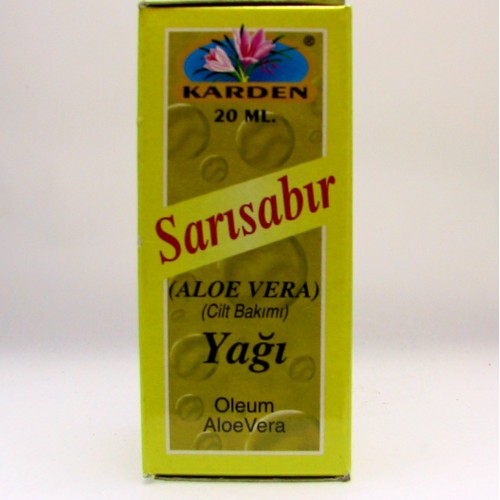 ®
KARDEN
20 ML.
Sarısabır
(ALOE VERA)
(Cilt Bakımı)
Yağı
Oleum
AloeVera